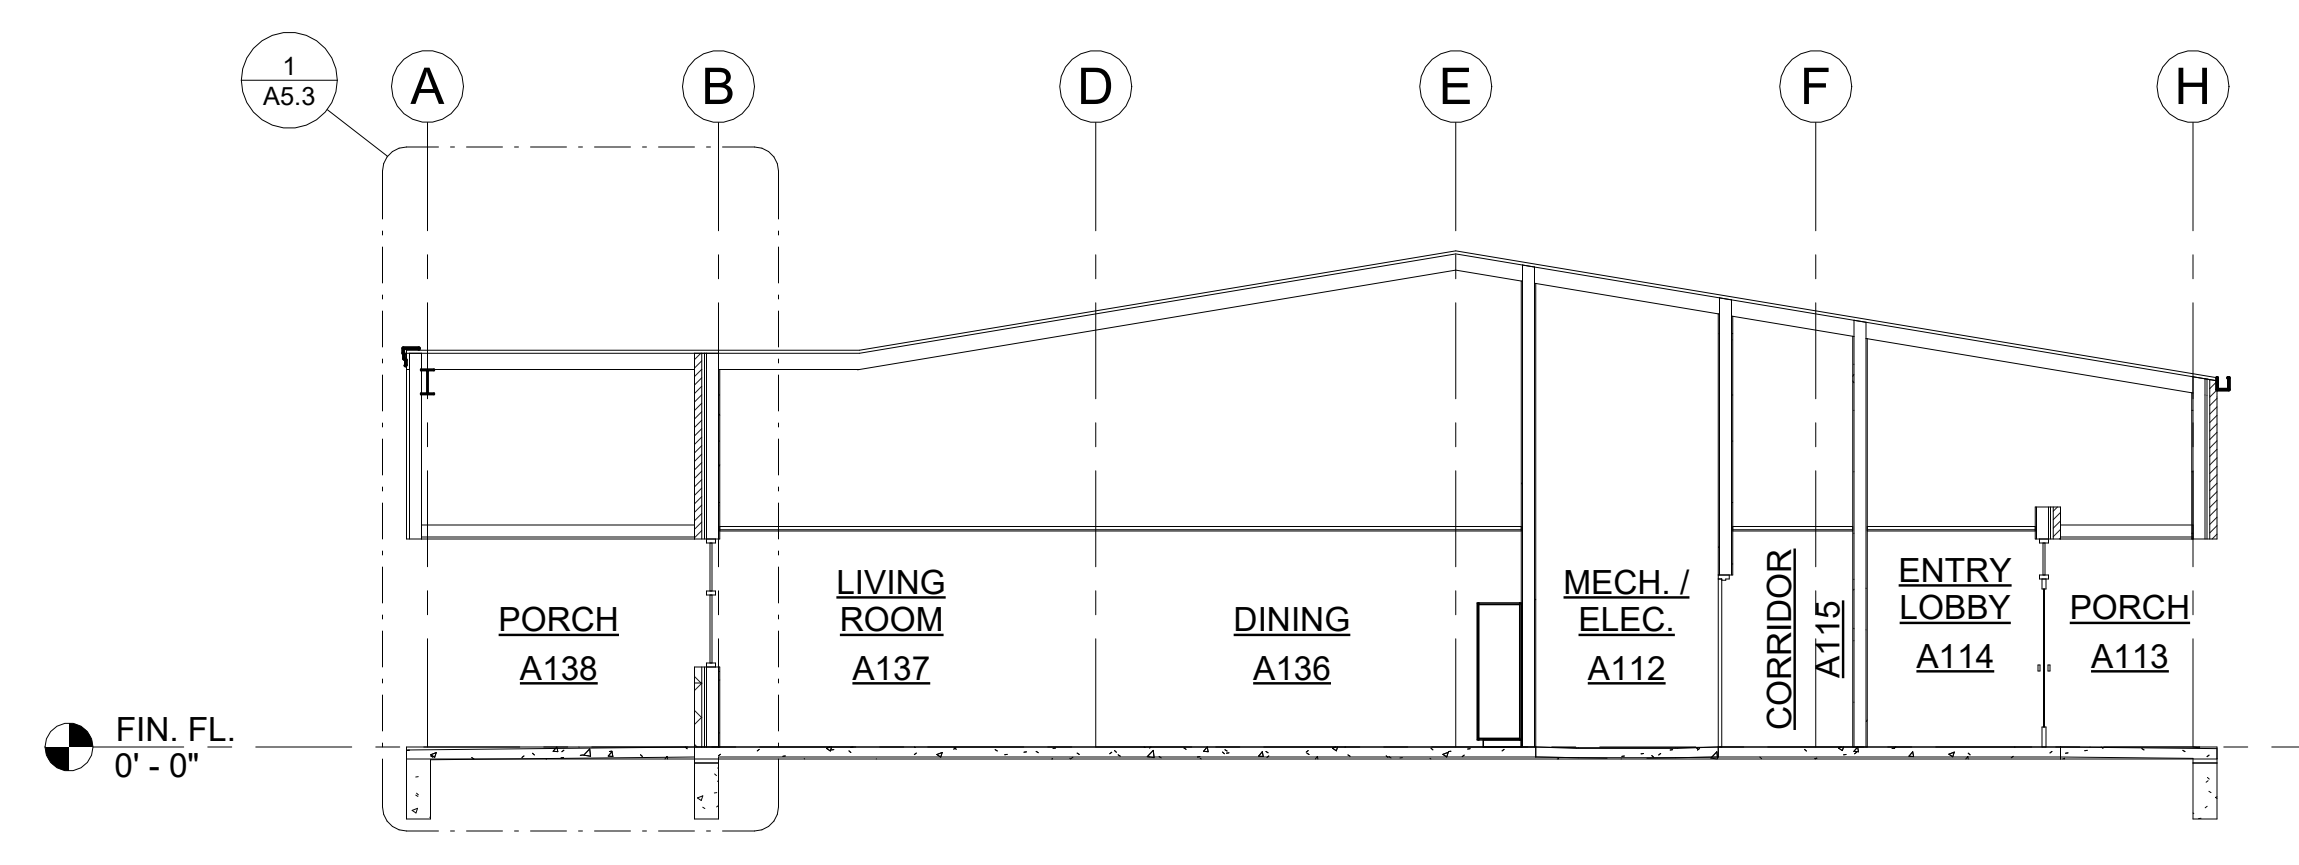 1
A5.3
A
B
D
E
F
H
PORCH
A138
LIVING
ROOM
A137
DINING
A136
MECH. /
ELEC.
A112
CORRIDOR
A115
ENTRY
LOBBY
A114
PORCH
A113
FIN. FL.
0' - 0"